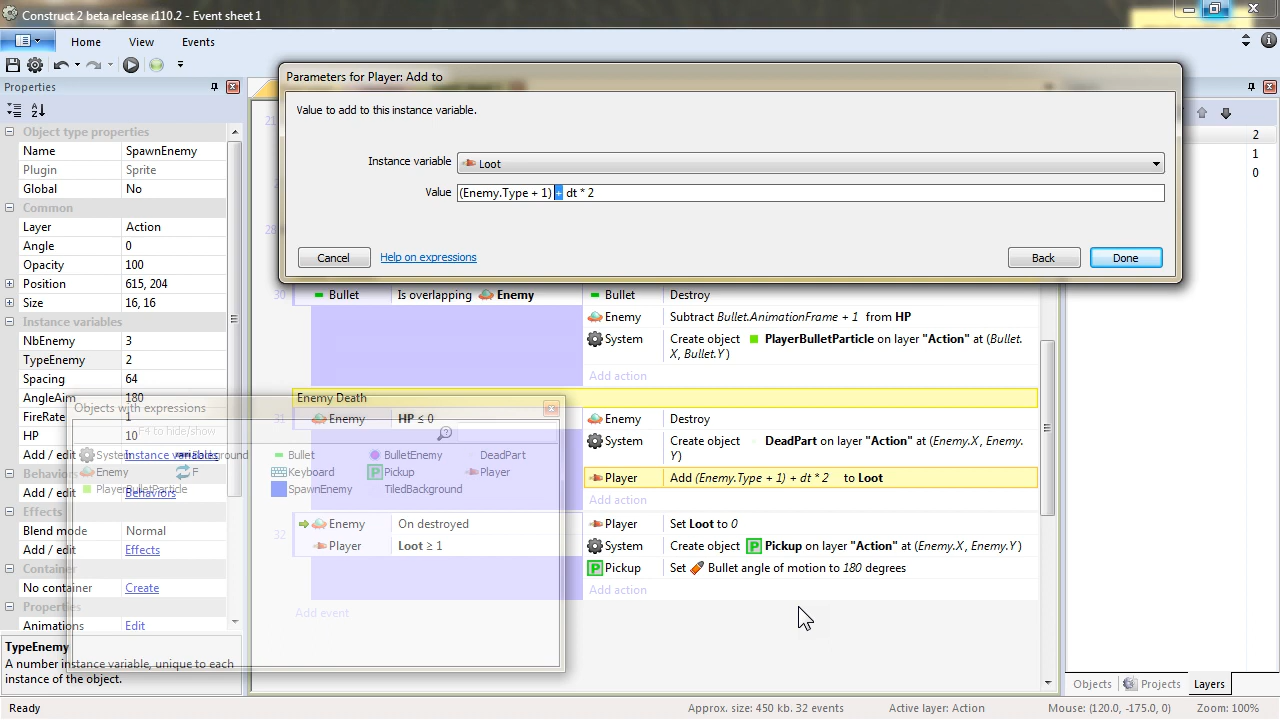 Construct 2 beta release r110.2 - Event sheet 1
Home View Events
Properties
Object type properties
Name SpawnEnemy
Plugin Sprite
Global No
Common
Layer Action
Angle 0
Opacity 100
Position 615, 204
Size 16, 16
Instance variables
NbEnemy 3
TypeEnemy 2
Spacing 64
AngleAim 180
FireRate 1
HP 10
Add / edit Instance variables
Behaviors
Add / edit Behaviors
Effects
Blend mode Normal
Add / edit Effects
Container
No container Create
Properties
Animations Edit
TypeEnemy
A number instance variable, unique to each
instance of the object.
Parameters for Player: Add to
Value to add to this instance variable.
Instance variable Loot
Value (Enemy.Type + 1) + dt * 2
Cancel Help on expressions Back Done
30 Bullet Is overlapping Enemy Bullet Destroy
Enemy Subtract Bullet.AnimationFrame + 1 from HP
System Create object PlayerBulletParticle on layer "Action" at (Bullet.
X, Bullet.Y)
Add action
Enemy Death
31 Enemy HP ≤ 0 Enemy Destroy
System Create object DeadPart on layer "Action" at (Enemy.X, Enemy.
Y)
Player Add (Enemy.Type + 1) + dt * 2 to Loot
Add action
32 Enemy On destroyed Player Set Loot to 0
Player Loot ≥ 1 System Create object Pickup on layer "Action" at (Enemy.X, Enemy.Y)
Pickup Set Bullet angle of motion to 180 degrees
Add action
Add event
Objects with expressions
F4 to hide/show
System Background Bullet BulletEnemy DeadPart
Enemy F Keyboard Pickup Player
PlayerBulletParticle SpawnEnemy TiledBackground
2
1
0
Objects Projects Layers
Ready Approx. size: 450 kb. 32 events Active layer: Action Mouse: (120.0, -175.0, 0) Zoom: 100%